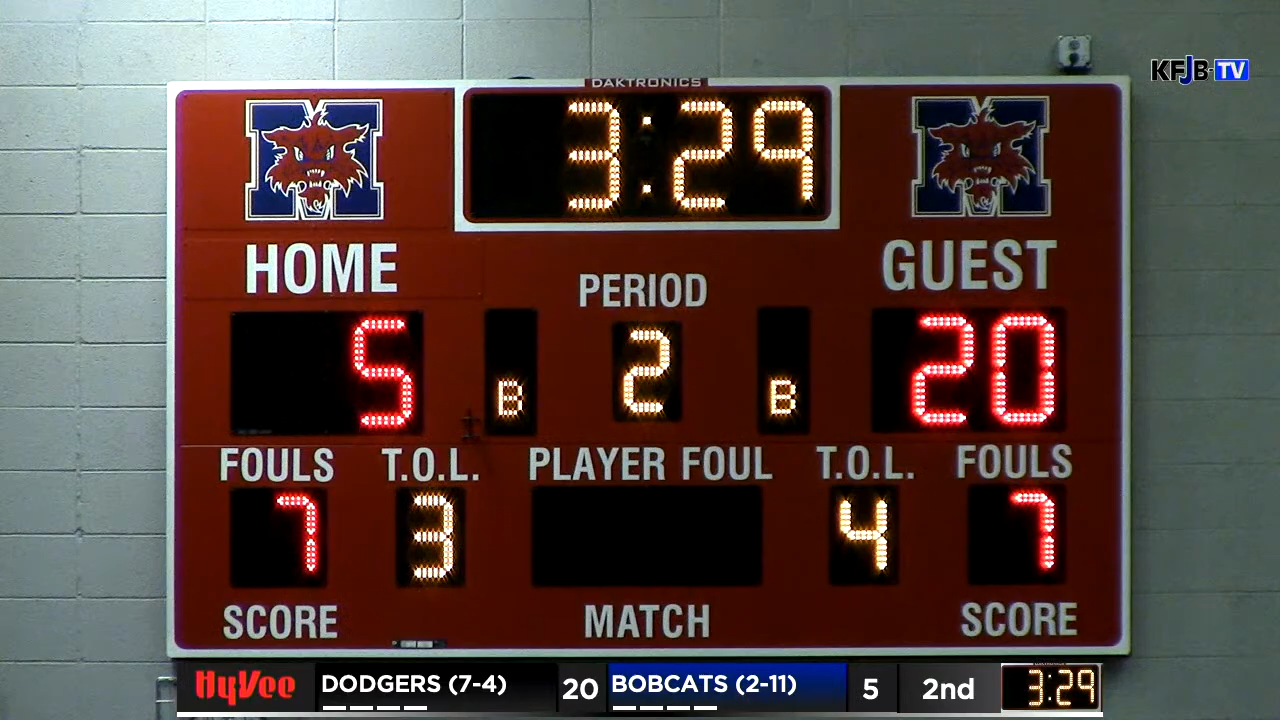 DAKTRONICS
3:29
KFJB TV
M
M
HOME
GUEST
PERIOD
5
B
2
B
20
FOULS
T.O.L.
PLAYER FOUL
T.O.L.
FOULS
7
3
4
7
SCORE
MATCH
SCORE
HyVee DODGERS (7-4) 20 BOBCATS (2-11) 5 2nd 3:29